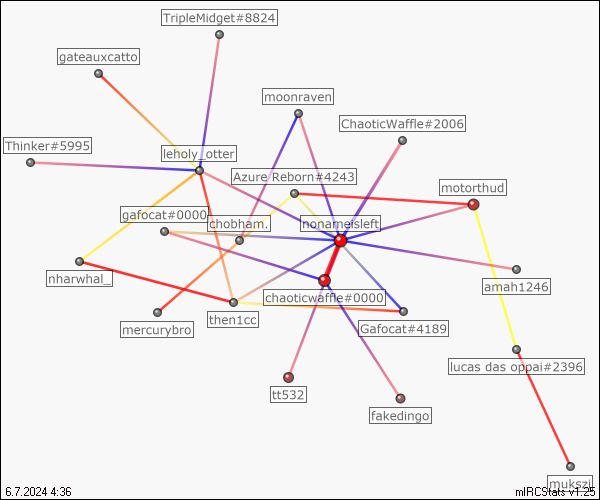 TripleMidget#8824
gateauxcatto
moonraven
ChaoticWaffle#2006
Thinker#5995
leholy_otter
Azure Reborn#4243
motorthud
gafocat#0000
chobham.
nonameisleft
nharwhal_
chaoticwaffle#0000
amah1246
mercurybro
then1cc
Gafocat#4189
lucas das oppai#2396
tt532
fakedingo
mukszi
6.7.2024 4:36
mIRCStats v1.25